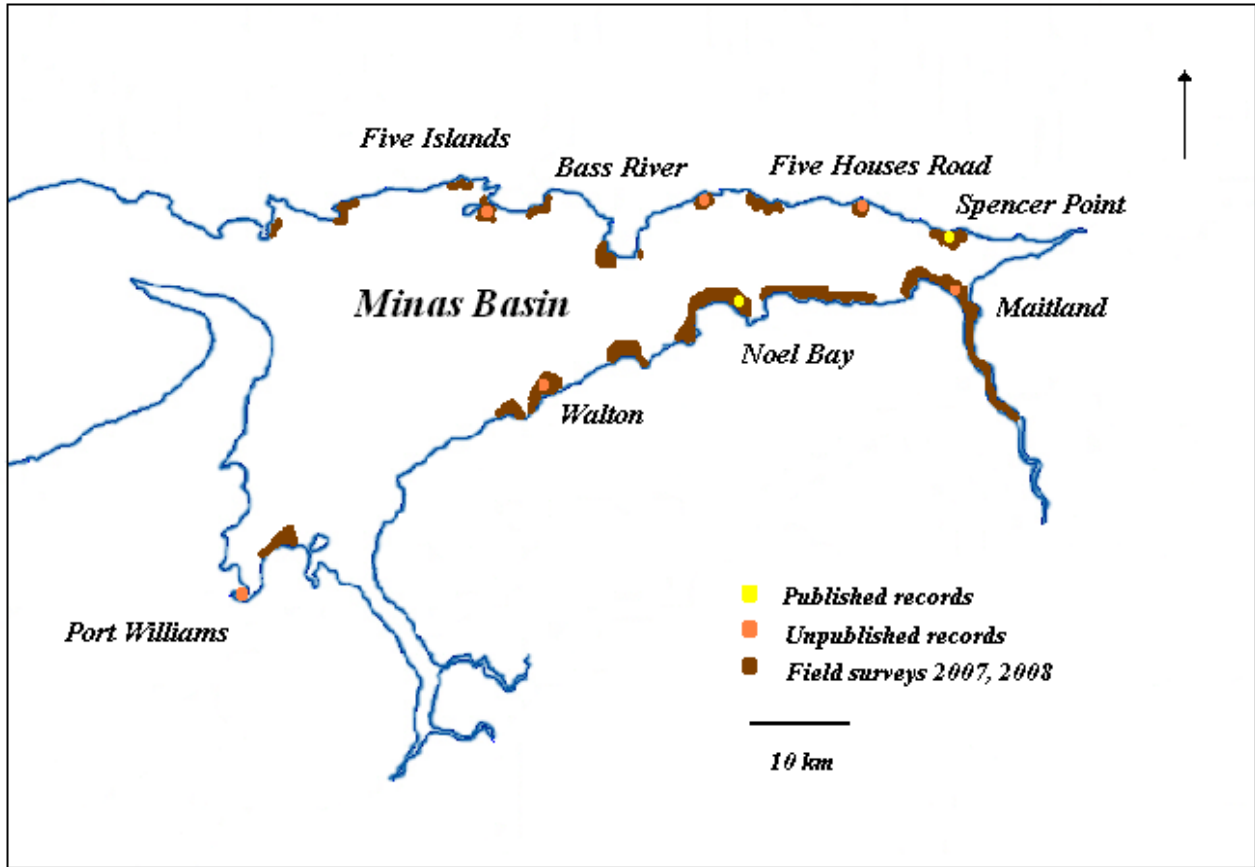 Five Islands
Bass River
Five Houses Road
Spencer Point
Minas Basin
Maitland
Noel Bay
Walton
Port Williams
Published records
Unpublished records
Field surveys 2007, 2008
10 km